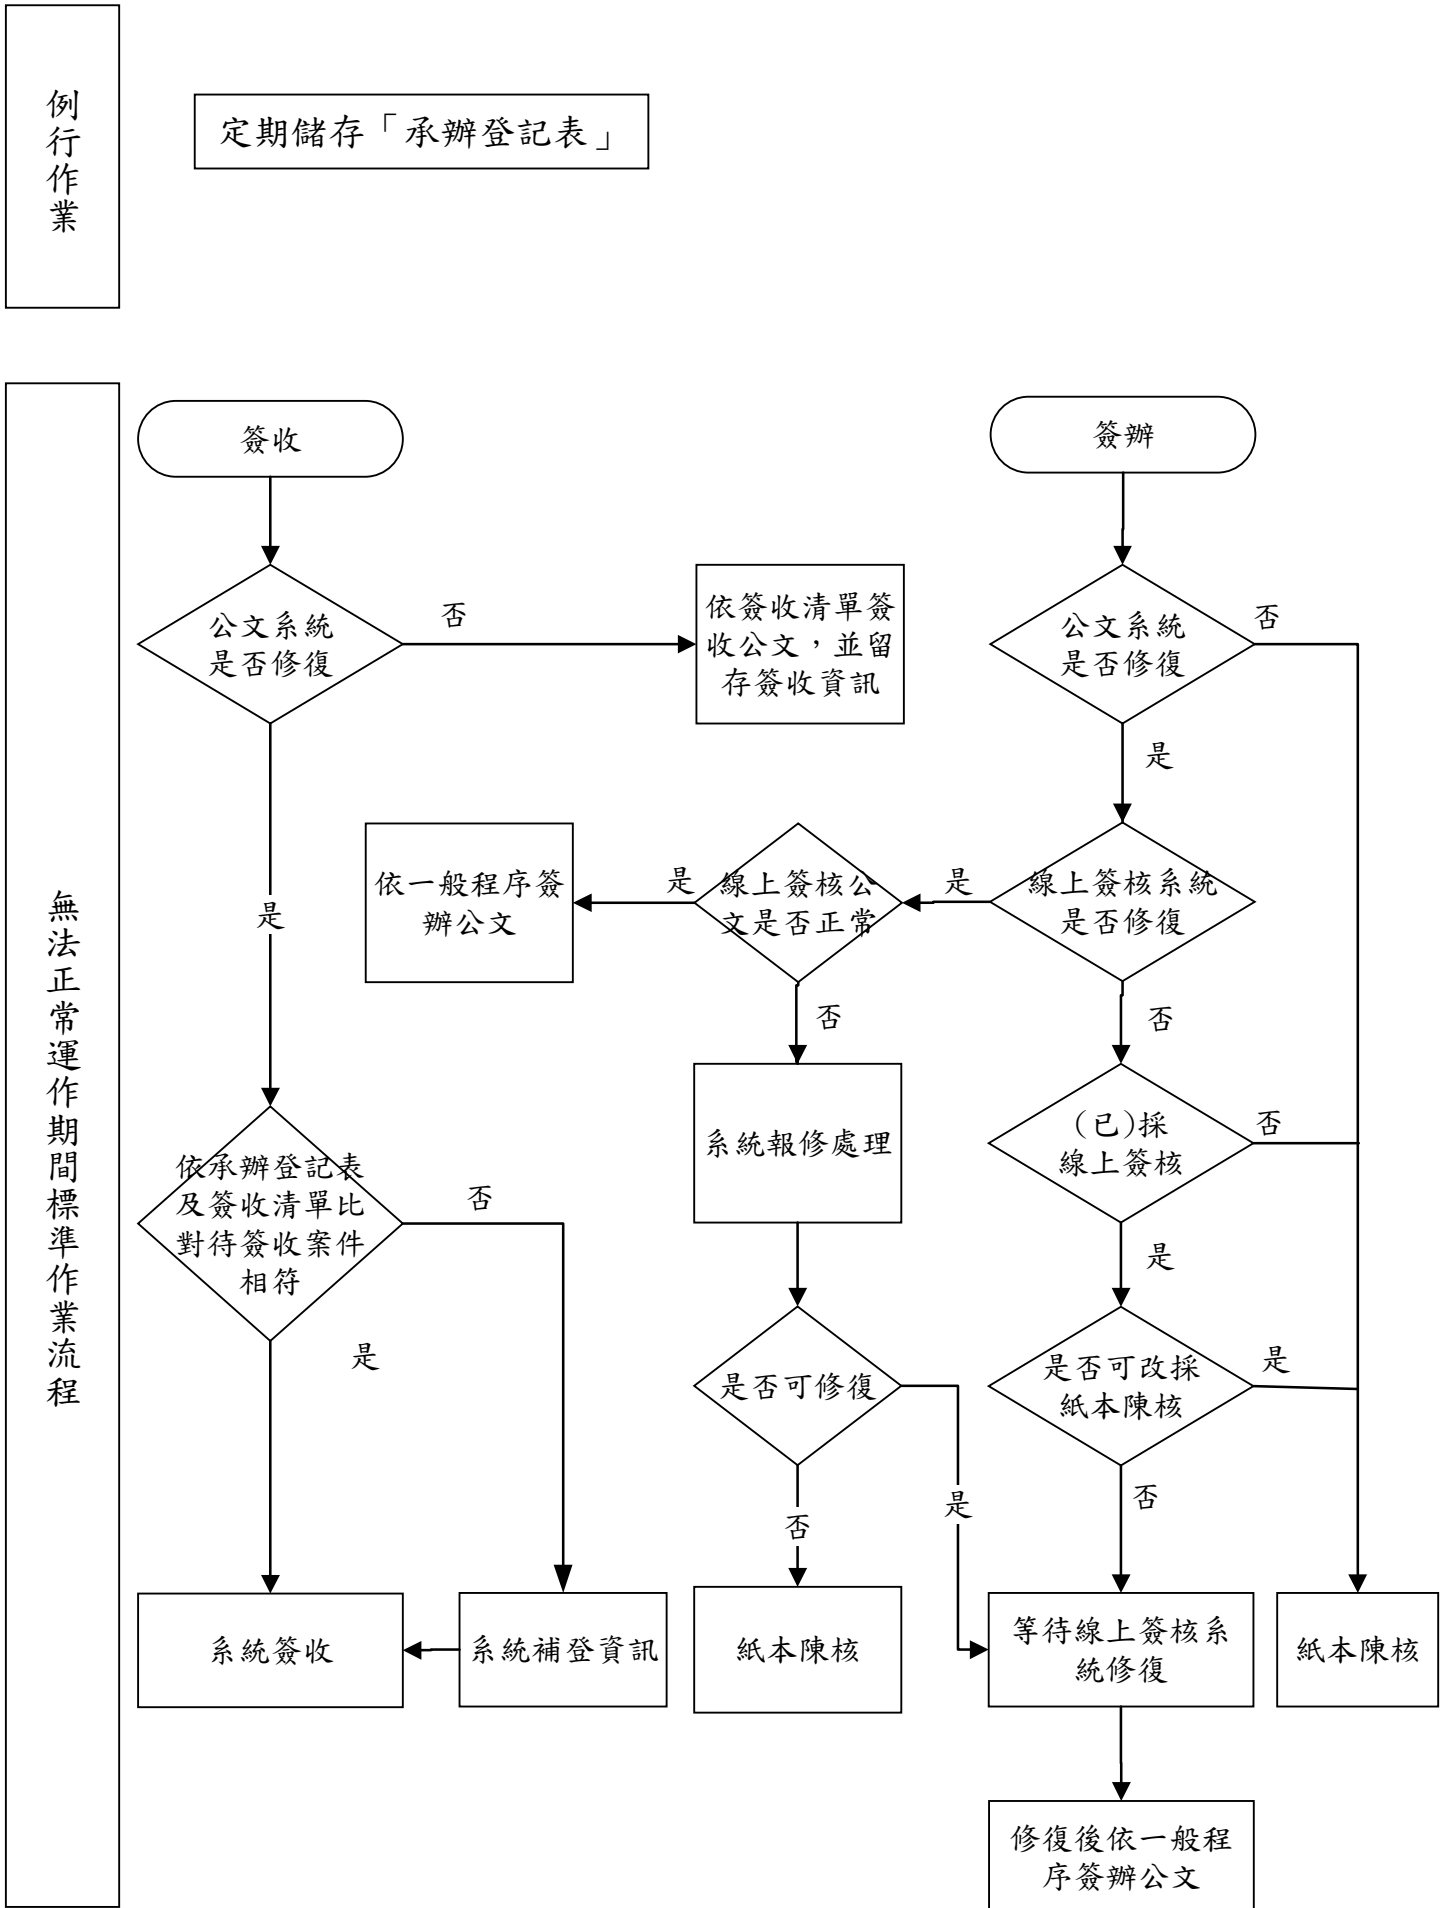 例行作業
定期儲存「承辦登記表」
無法正常運作期間標準作業流程
簽收
簽辦
公文系統
是否修復
否
依簽收清單簽
收公文，並留
存簽收資訊
公文系統
是否修復
否
是
依一般程序簽
辦公文
是
線上簽核公
文是否正常
是
線上簽核系統
是否修復
是
否
否
系統報修處理
(已)採
線上簽核
否
依承辦登記表
及簽收清單比
對待簽收案件
相符
否
是
是
是否可修復
是否可改採
紙本陳核
是
是
否
否
系統簽收
系統補登資訊
紙本陳核
等待線上簽核系
統修復
紙本陳核
修復後依一般程
序簽辦公文